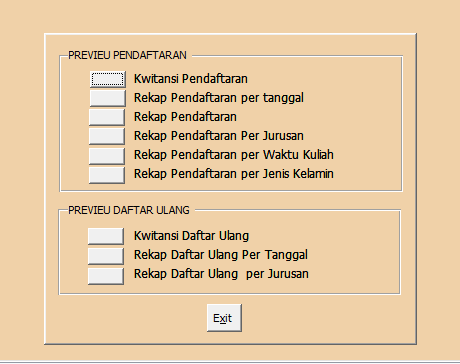 PREVIEU PENDAFTARAN
Kwitansi Pendaftaran
Rekap Pendaftaran per tanggal
Rekap Pendaftaran
Rekap Pendaftaran Per Jurusan
Rekap Pendaftaran per Waktu Kuliah
Rekap Pendaftaran per Jenis Kelamin
PREVIEU DAFTAR ULANG
Kwitansi Daftar Ulang
Rekap Daftar Ulang Per Tanggal
Rekap Daftar Ulang  per Jurusan
Exit